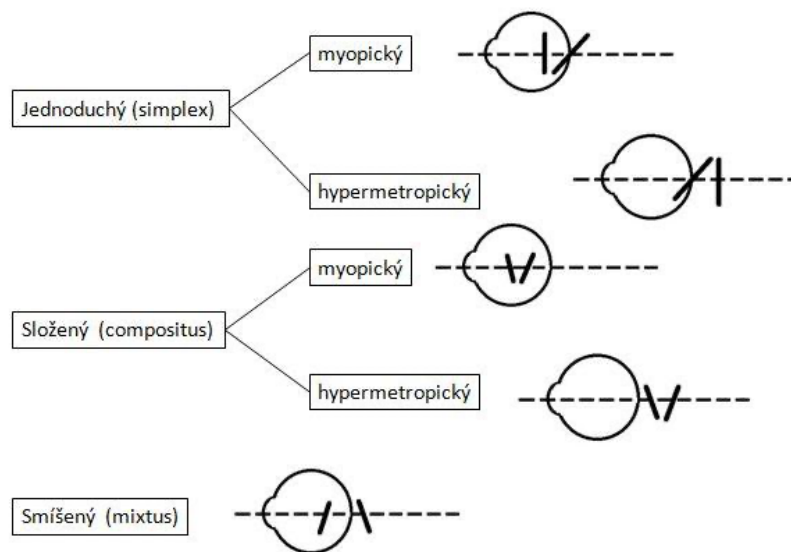 myopický
Jednoduchý (simplex)
hypermetropický
myopický
Složený (compositus)
hypermetropický
Smíšený (mixtus)